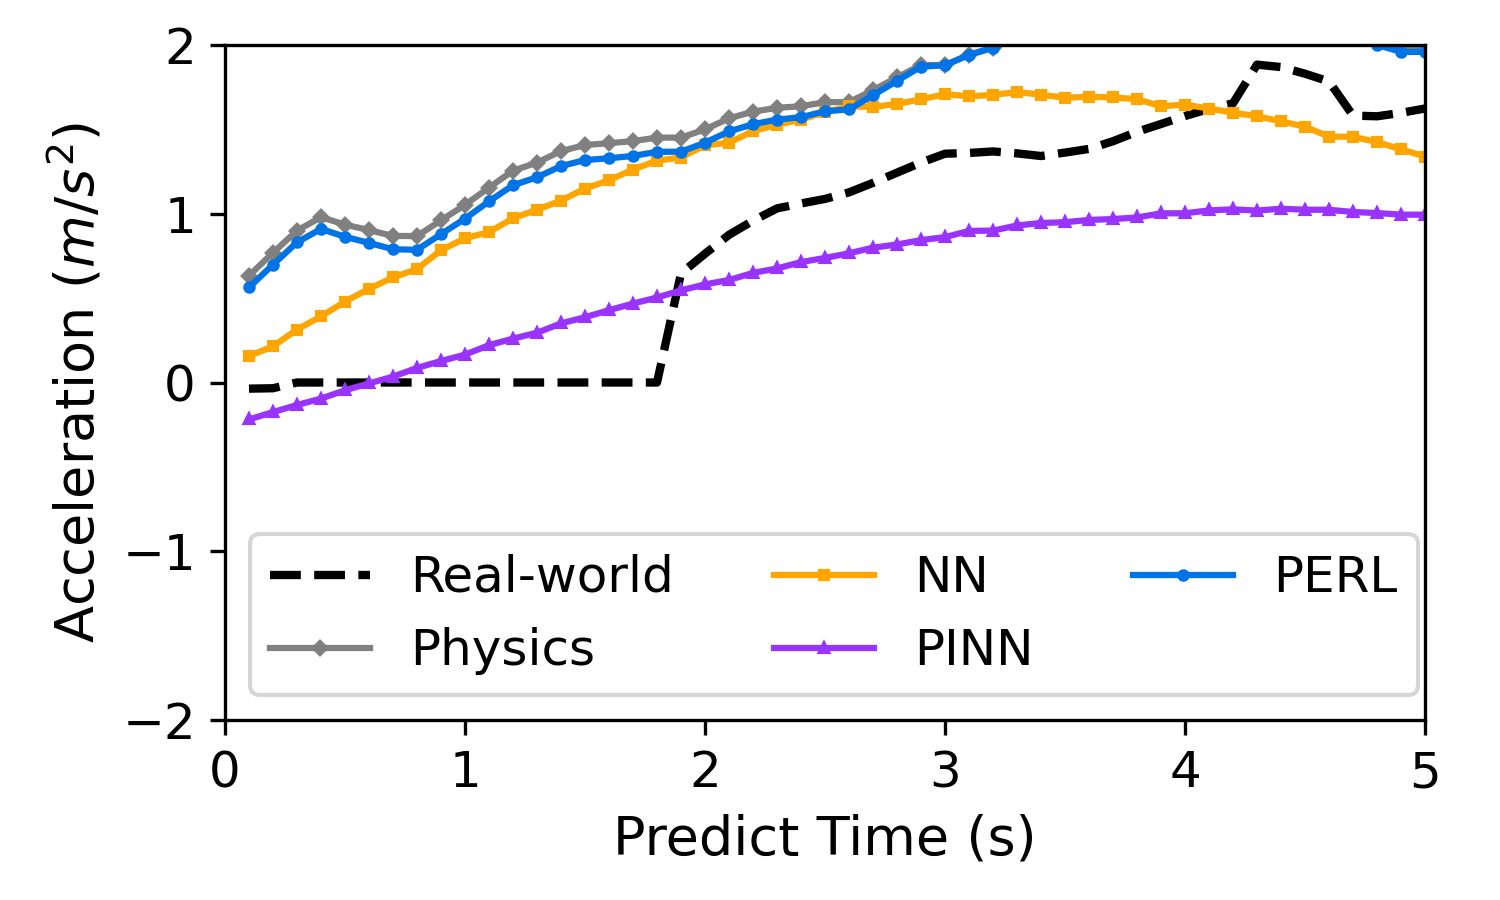 2
1
0
−1
−2
Acceleration (m/s²)
Real-world
Physics
NN
PINN
PERL
0 1 2 3 4 5
Predict Time (s)